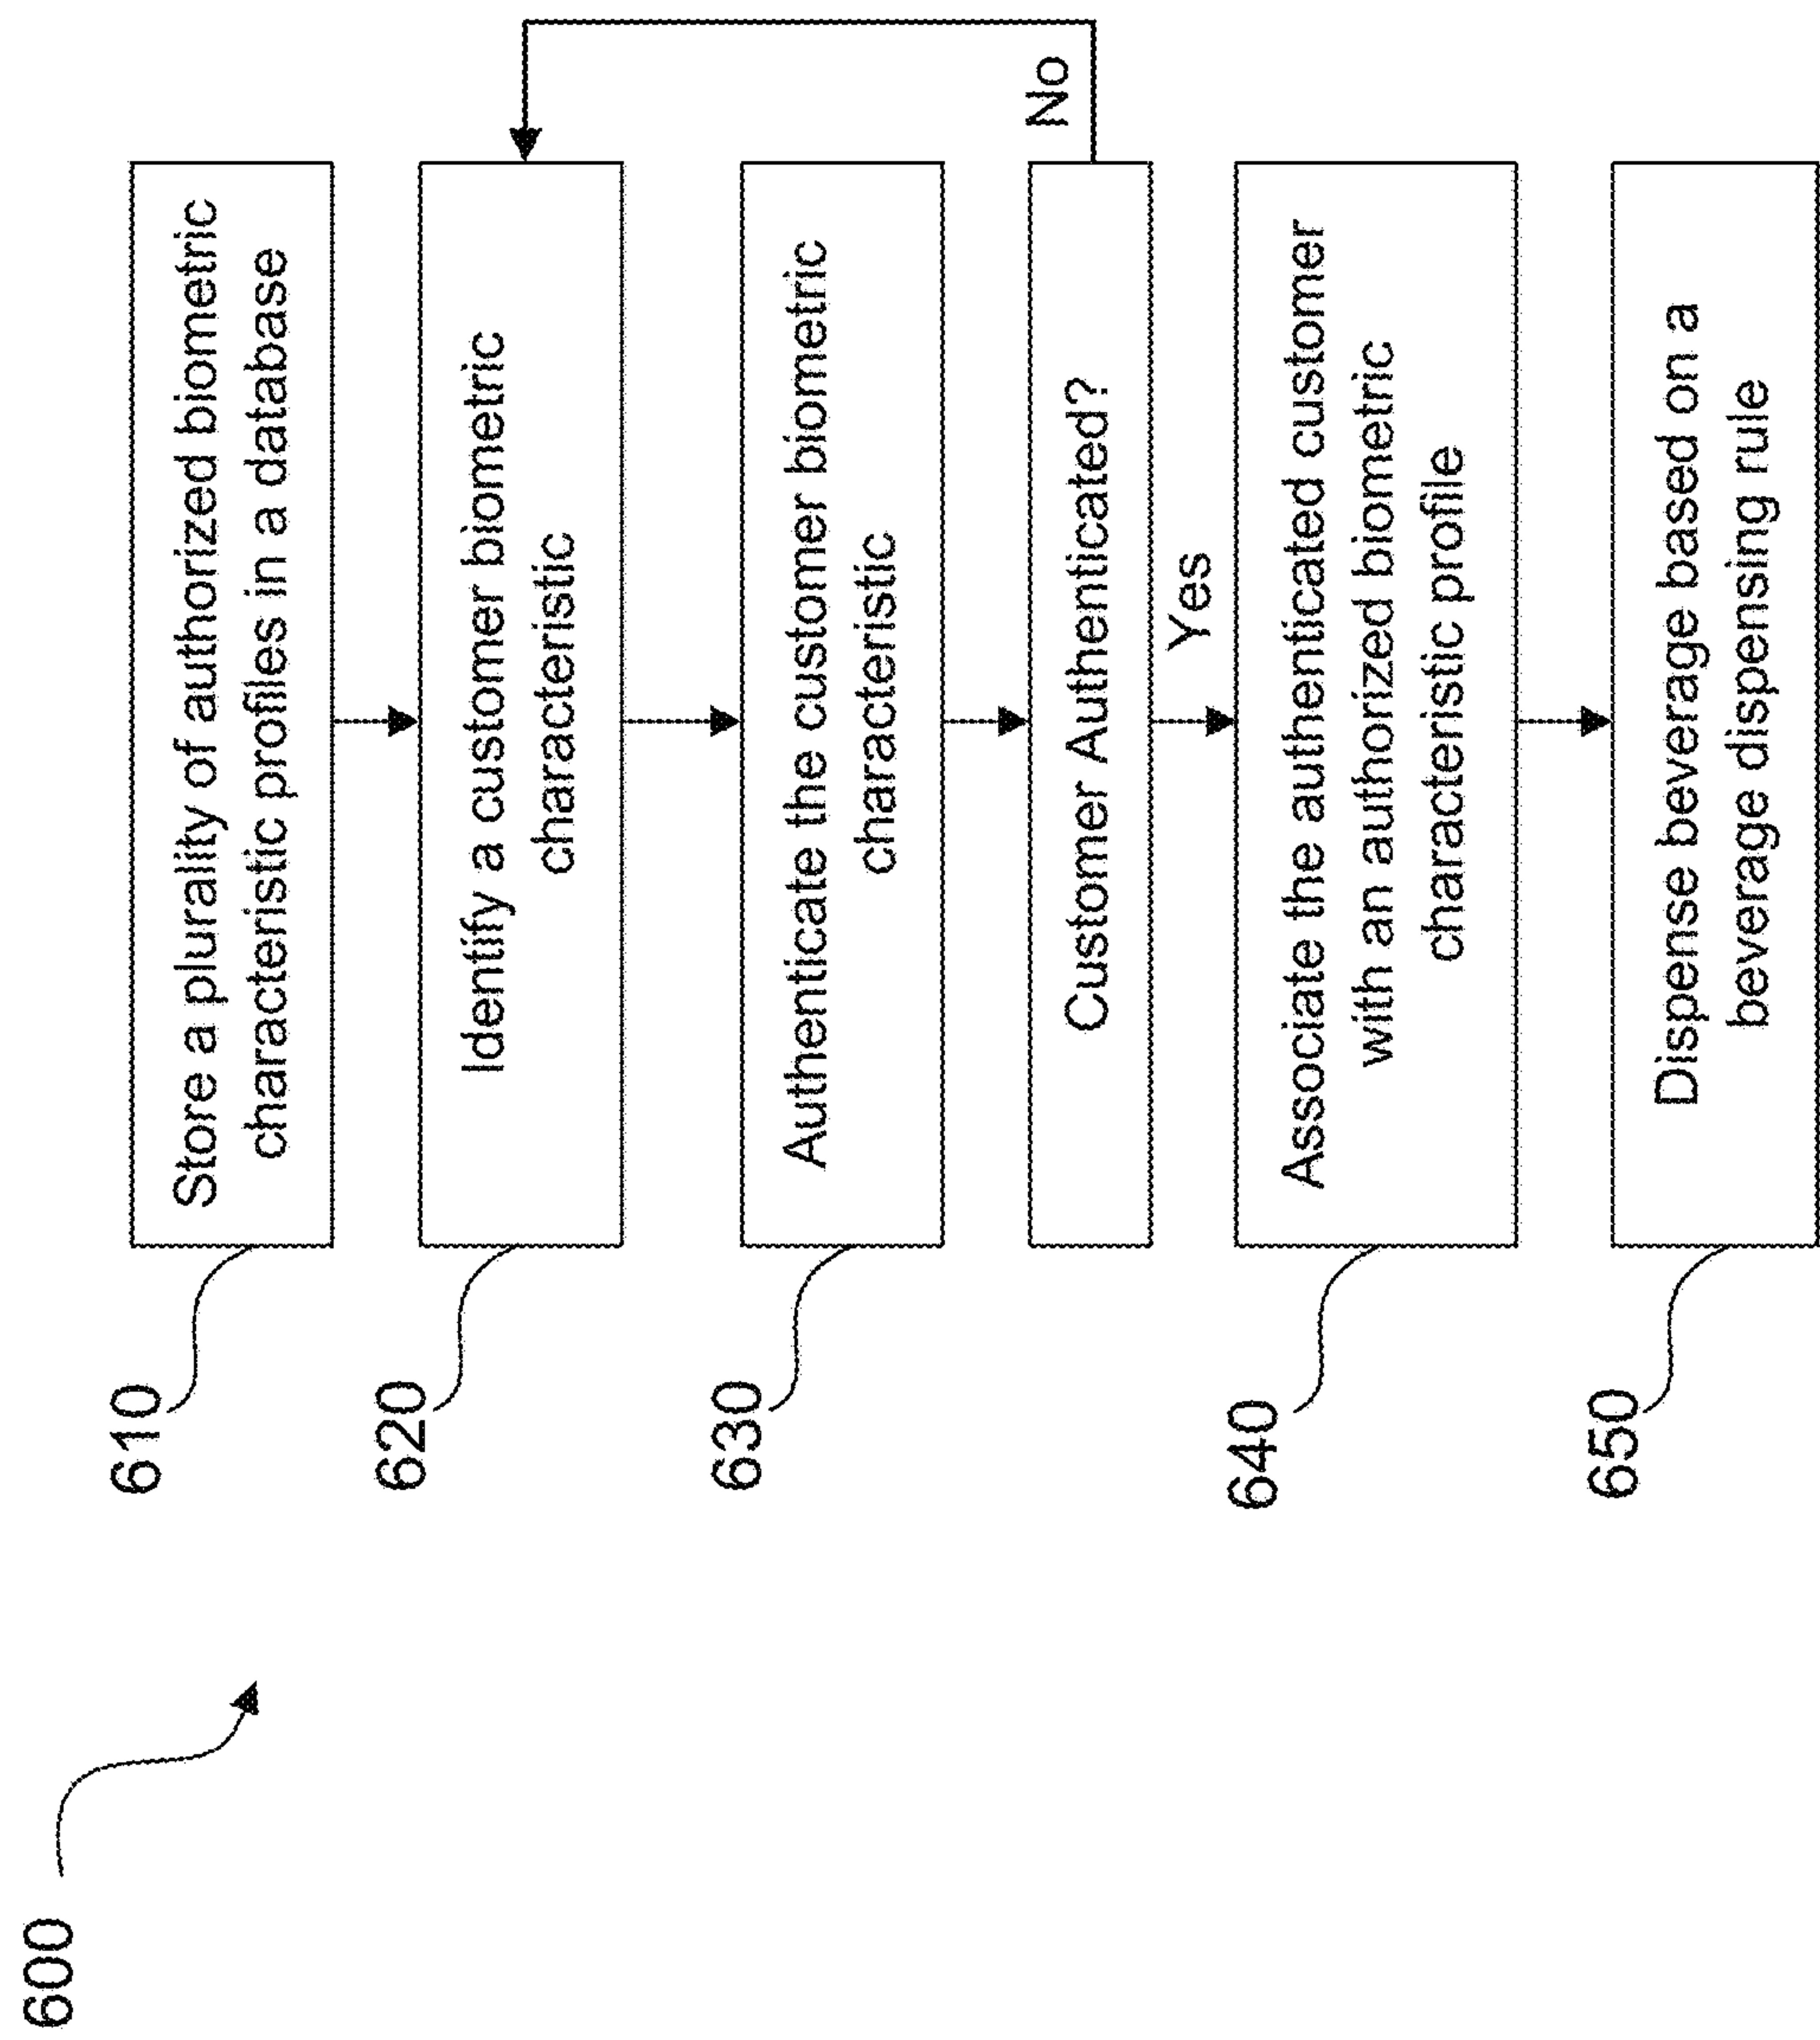 600
610
Store a plurality of authorized biometric
characteristic profiles in a database
620
Identify a customer biometric
characteristic
630
Authenticate the customer biometric
characteristic
Customer Authenticated?
No
Yes
640
Associate the authenticated customer
with an authorized biometric
characteristic profile
650
Dispense beverage based on a
beverage dispensing rule